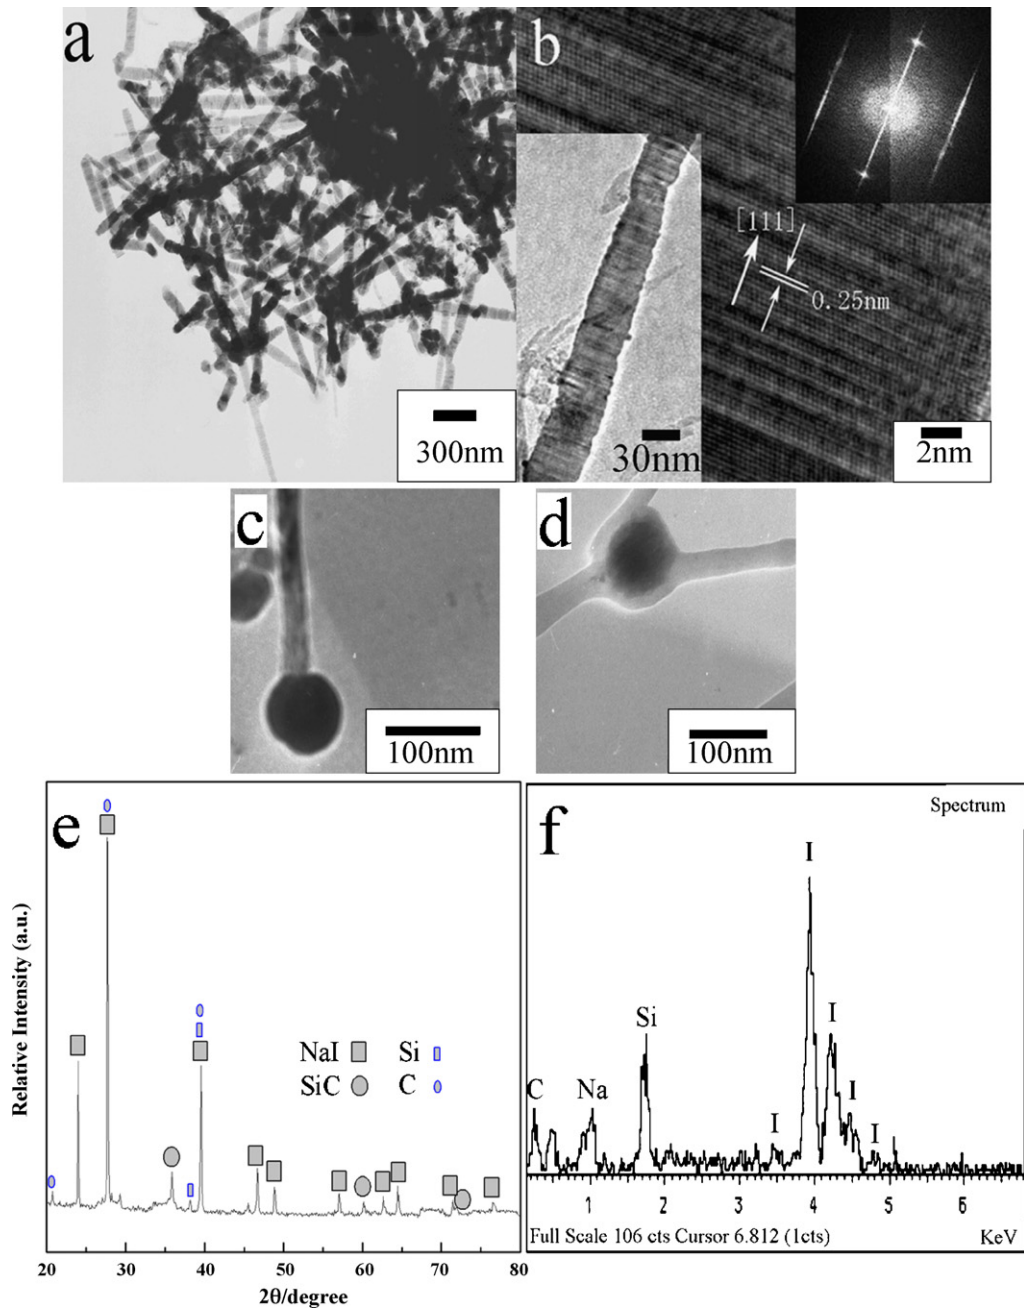 a
300nm
b
[111]
0.25nm
30nm
2nm
c
100nm
d
100nm
e
Relative Intensity (a.u.)
NaI
Si
SiC
C
20
30
40
50
60
70
80
2θ/degree
f
Spectrum
C
Na
Si
I
I
I
I
I
1
2
3
4
5
6
Full Scale 106 cts Cursor 6.812 (1cts)
KeV